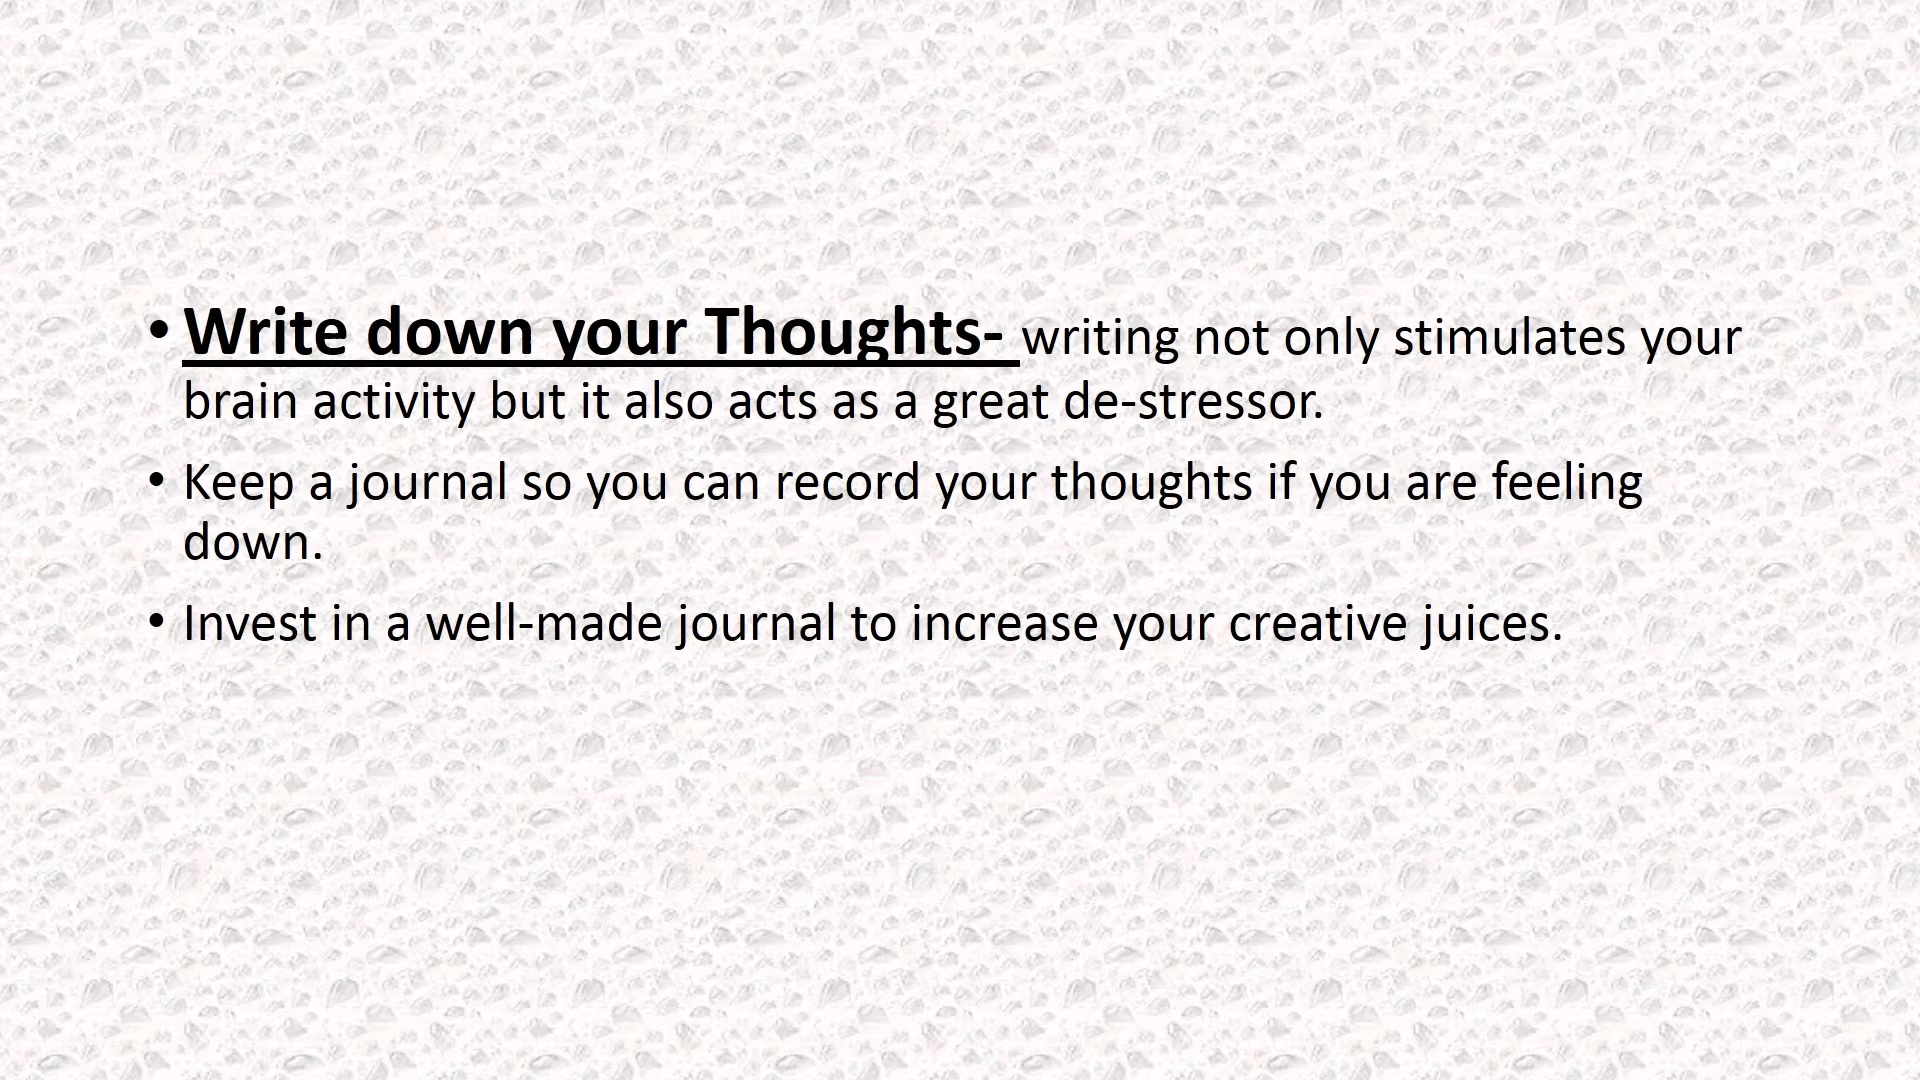 • Write down your Thoughts- writing not only stimulates your
brain activity but it also acts as a great de-stressor.
• Keep a journal so you can record your thoughts if you are feeling
down.
• Invest in a well-made journal to increase your creative juices.